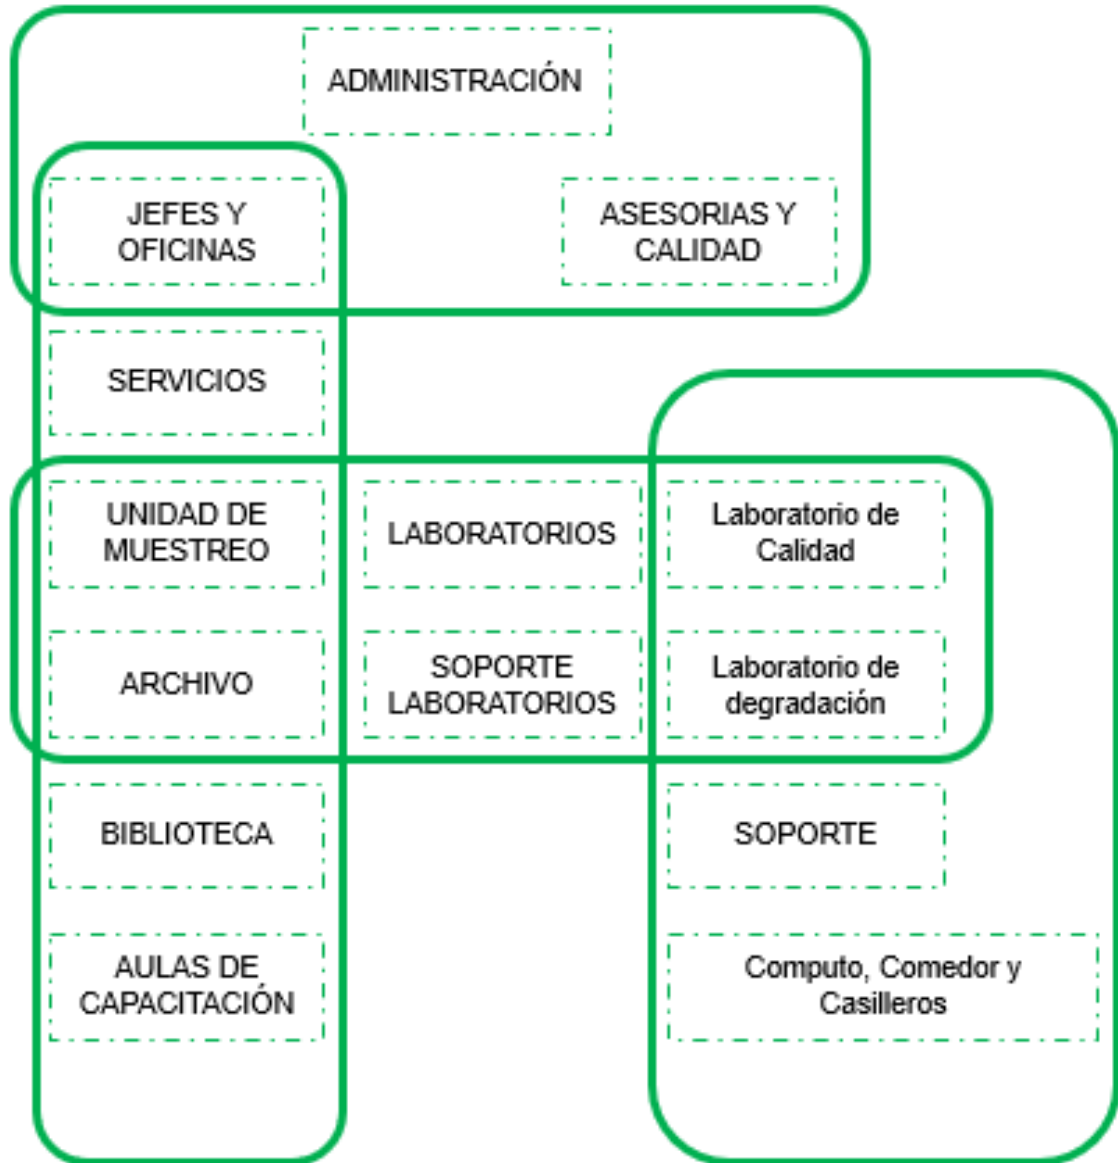 ADMINISTRACIÓN
JEFES Y
OFICINAS
ASESORIAS Y
CALIDAD
SERVICIOS
UNIDAD DE
MUESTREO
LABORATORIOS
Laboratorio de
Calidad
ARCHIVO
SOPORTE
LABORATORIOS
Laboratorio de
degradación
BIBLIOTECA
SOPORTE
AULAS DE
CAPACITACIÓN
Computo, Comedor y
Casilleros